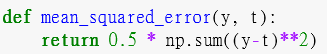 def mean_squared_error(y, t):
    return 0.5 * np.sum((y-t)**2)